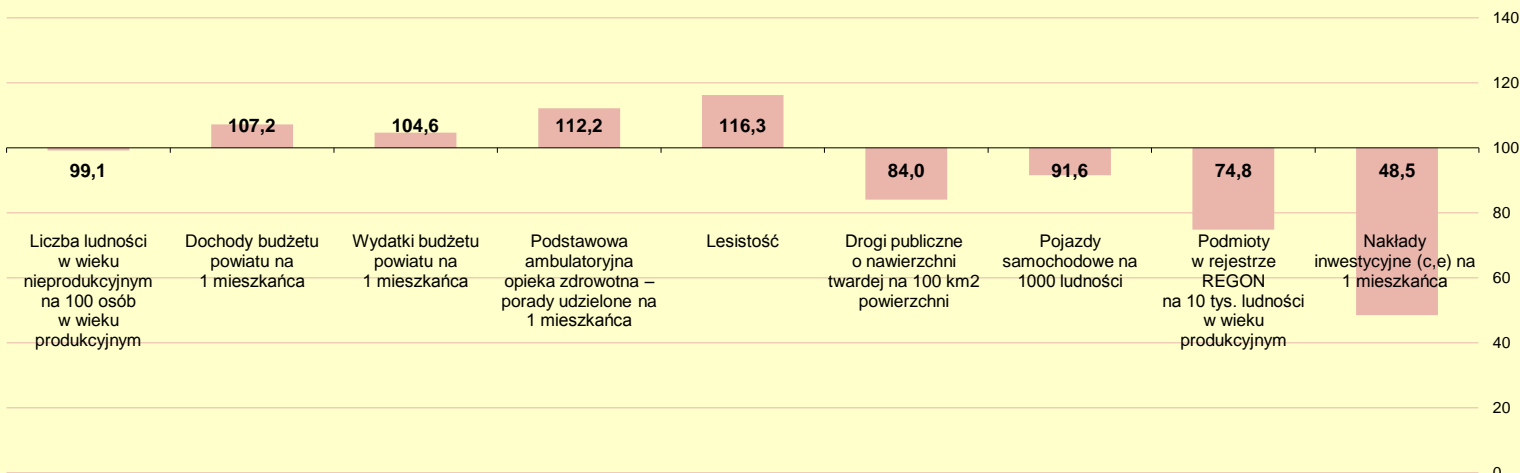 140
120
107,2
104,6
112,2
116,3
100
99,1
84,0
91,6
74,8
48,5
80
Liczba ludności
w wieku
nieprodukcyjnym
na 100 osób
w wieku
produkcyjnym
Dochody budżetu
powiatu na
1 mieszkańca
Wydatki budżetu
powiatu na
1 mieszkańca
Podstawowa
ambulatoryjna
opieka zdrowotna –
porady udzielone na
1 mieszkańca
Lesistość
Drogi publiczne
o nawierzchni
twardej na 100 km2
powierzchni
Pojazdy
samochodowe na
1000 ludności
Podmioty
w rejestrze
REGON
na 10 tys. ludności
w wieku
produkcyjnym
Nakłady
inwestycyjne (c,e) na
1 mieszkańca
60
40
20
0